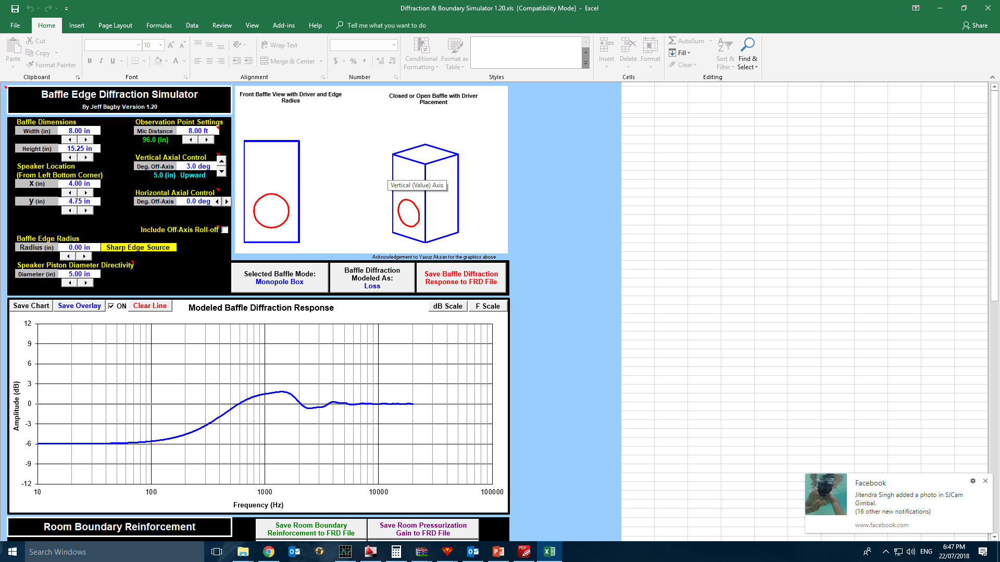 Diffraction & Boundary Simulator 1.20.xls [Compatibility Mode] - Excel
File Home Insert Page Layout Formulas Data Review View Add-ins Help Tell me what you want to do Share
Paste
Cut
Copy
Format Painter
Clipboard
10
B I U
Font
Wrap Text
Merge & Center
Alignment
$ % ,
Number
Conditional Formatting
Format as Table
Styles
Insert Delete Format
Cells
AutoSum
Fill
Clear
Sort & Filter
Find & Select
Editing
Baffle Edge Diffraction Simulator
By Jeff Bagby Version 1.20
Baffle Dimensions
Width (in) 8.00 in
Height (in) 15.25 in
Speaker Location
(From Left Bottom Corner)
X (in) 4.00 in
y (in) 4.75 in
Baffle Edge Radius
Radius (in) 0.00 in Sharp Edge Source
Speaker Piston Diameter Directivity
Diameter (in) 5.00 in
Observation Point Settings
Mic Distance 8.00 ft
96.0 (in)
Vertical Axial Control
Deg. Off-Axis 3.0 deg
5.0 (in) Upward
Horizontal Axial Control
Deg. Off-Axis 0.0 deg
Include Off-Axis Roll-off
Front Baffle View with Driver and Edge
Radius
Closed or Open Baffle with Driver
Placement
Vertical (Value) Axis
Acknowledgement to Yavuz Aksan for the graphics above
Selected Baffle Mode:
Monopole Box
Baffle Diffraction
Modeled As:
Loss
Save Baffle Diffraction
Response to FRD File
Save Chart Save Overlay ON Clear Line Modeled Baffle Diffraction Response dB Scale F Scale
12
9
6
3
0
-3
-6
-9
-12
Amplitude (dB)
10 100 1000 10000 100000
Frequency (Hz)
Room Boundary Reinforcement
Save Room Boundary
Reinforcement to FRD File
Save Room Pressurization
Gain to FRD File
Facebook
Jitendra Singh added a photo in SJCam
Gimbal.
(16 other new notifications)
www.facebook.com
Search Windows
PDF
ENG
6:47 PM
22/07/2018